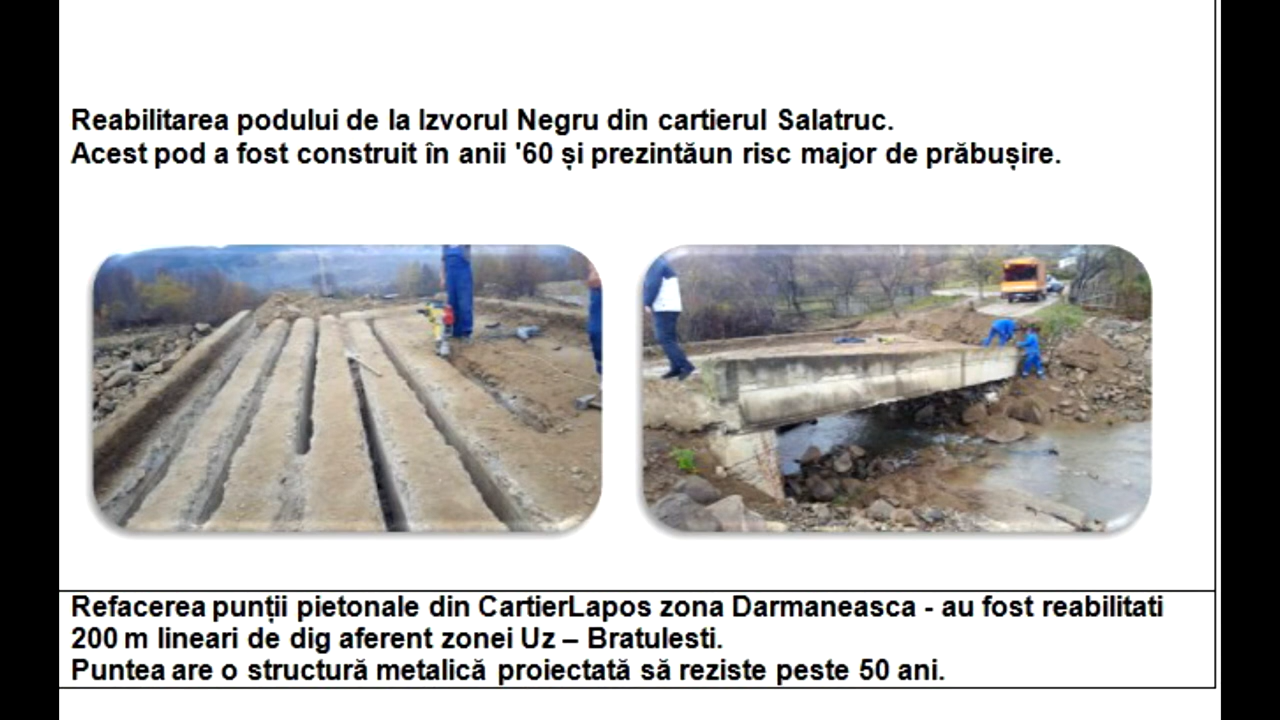 Reabilitarea podului de la Izvorul Negru din cartierul Salatruc.
Acest pod a fost construit în anii '60 și prezintăun risc major de prăbușire.
Refacerea punții pietonale din CartierLapos zona Darmaneasca - au fost reabilitati
200 m lineari de dig aferent zonei Uz – Bratulesti.
Puntea are o structură metalică proiectată să reziste peste 50 ani.